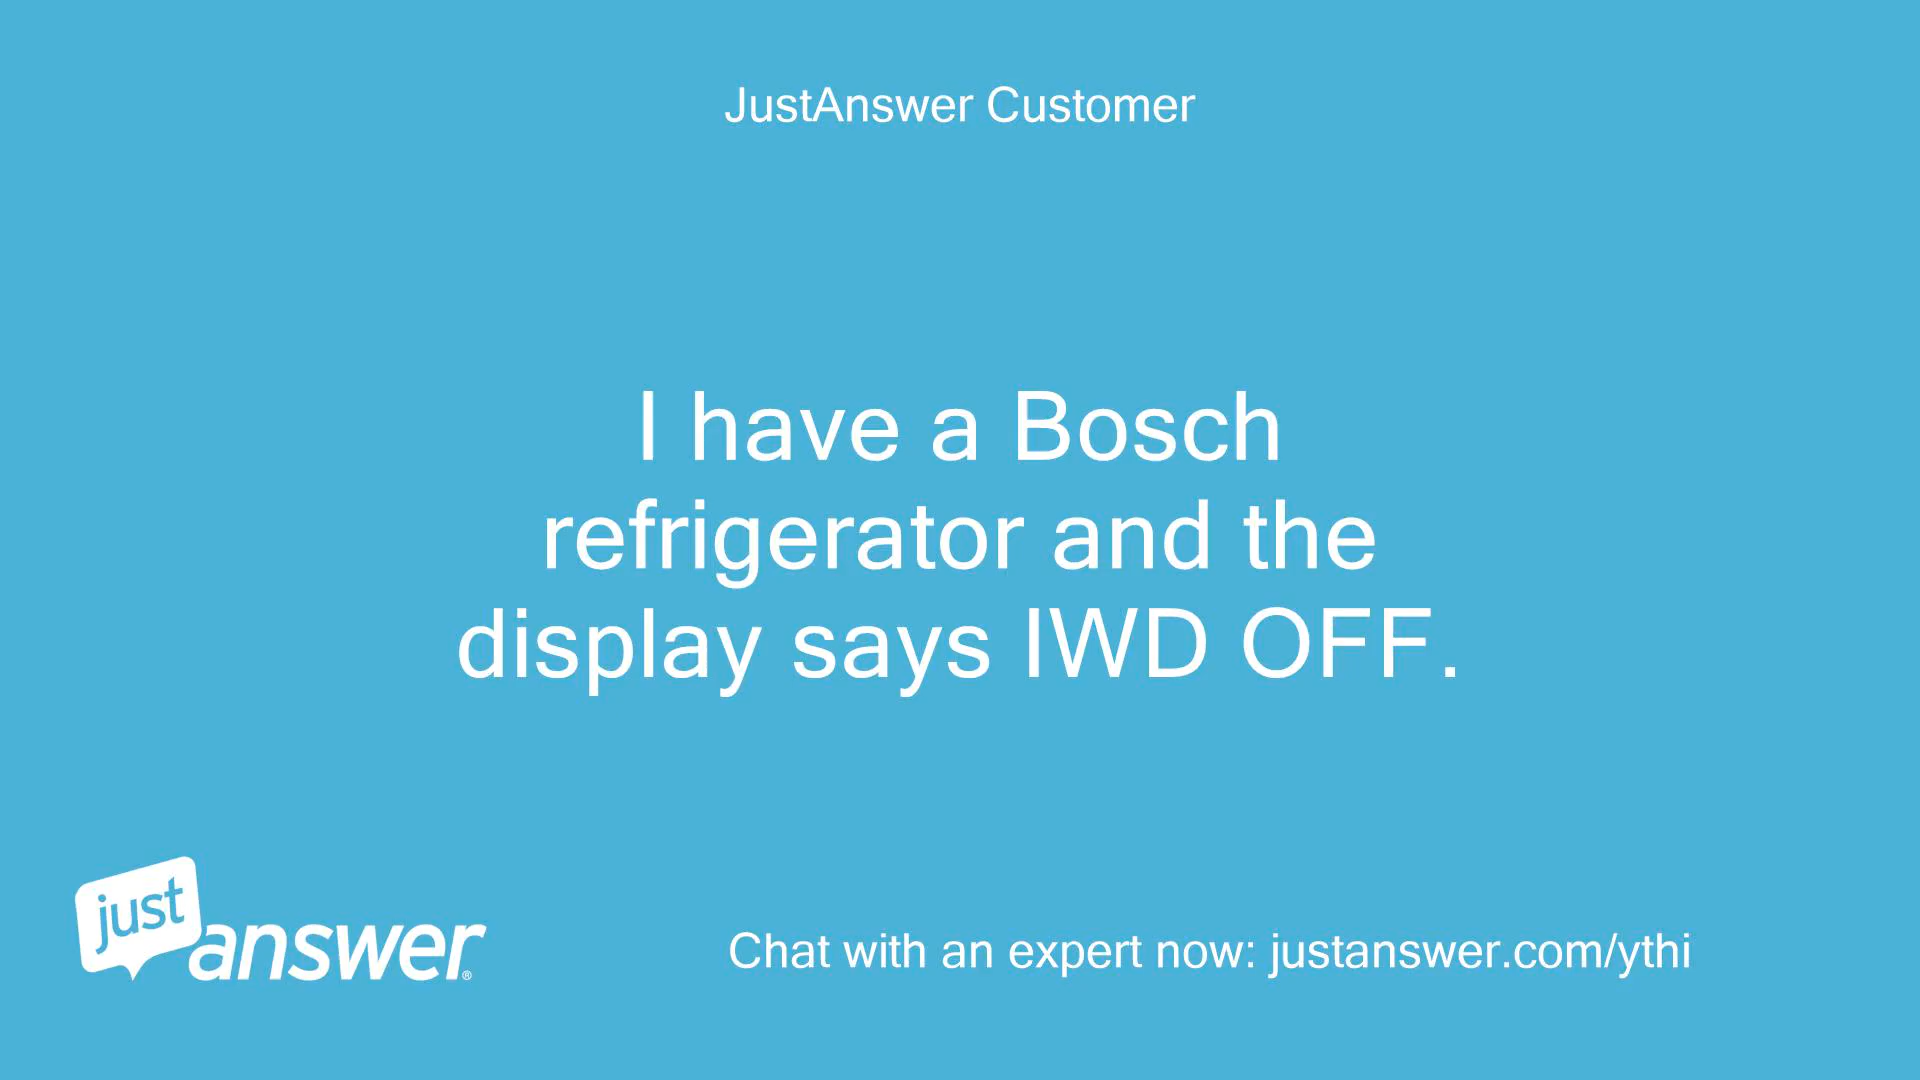 JustAnswer Customer
I have a Bosch
refrigerator and the
display says IWD OFF.
just
answer®
Chat with an expert now: justanswer.com/ythi